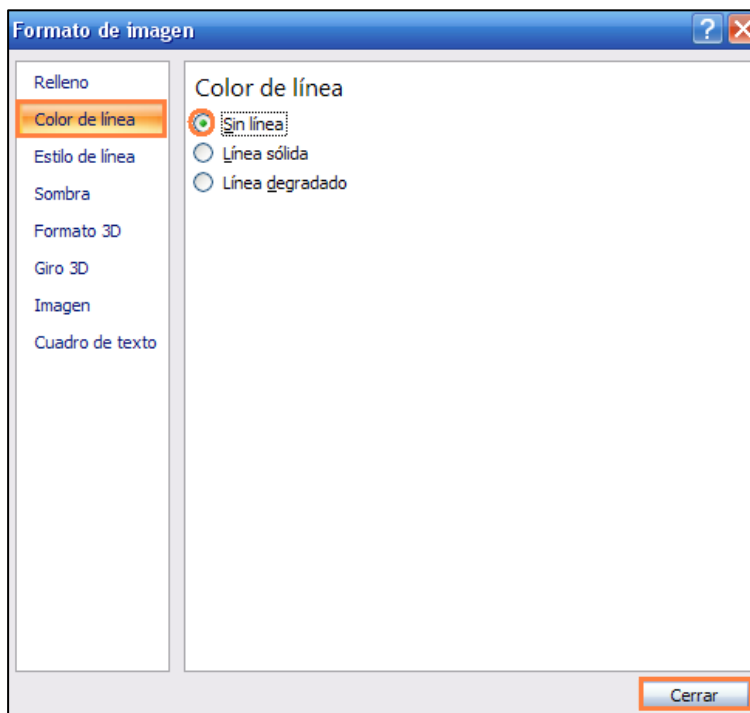 Formato de imagen
Relleno
Color de línea
Estilo de línea
Sombra
Formato 3D
Giro 3D
Imagen
Cuadro de texto
Color de línea
Sin línea
Línea sólida
Línea degradado
Cerrar